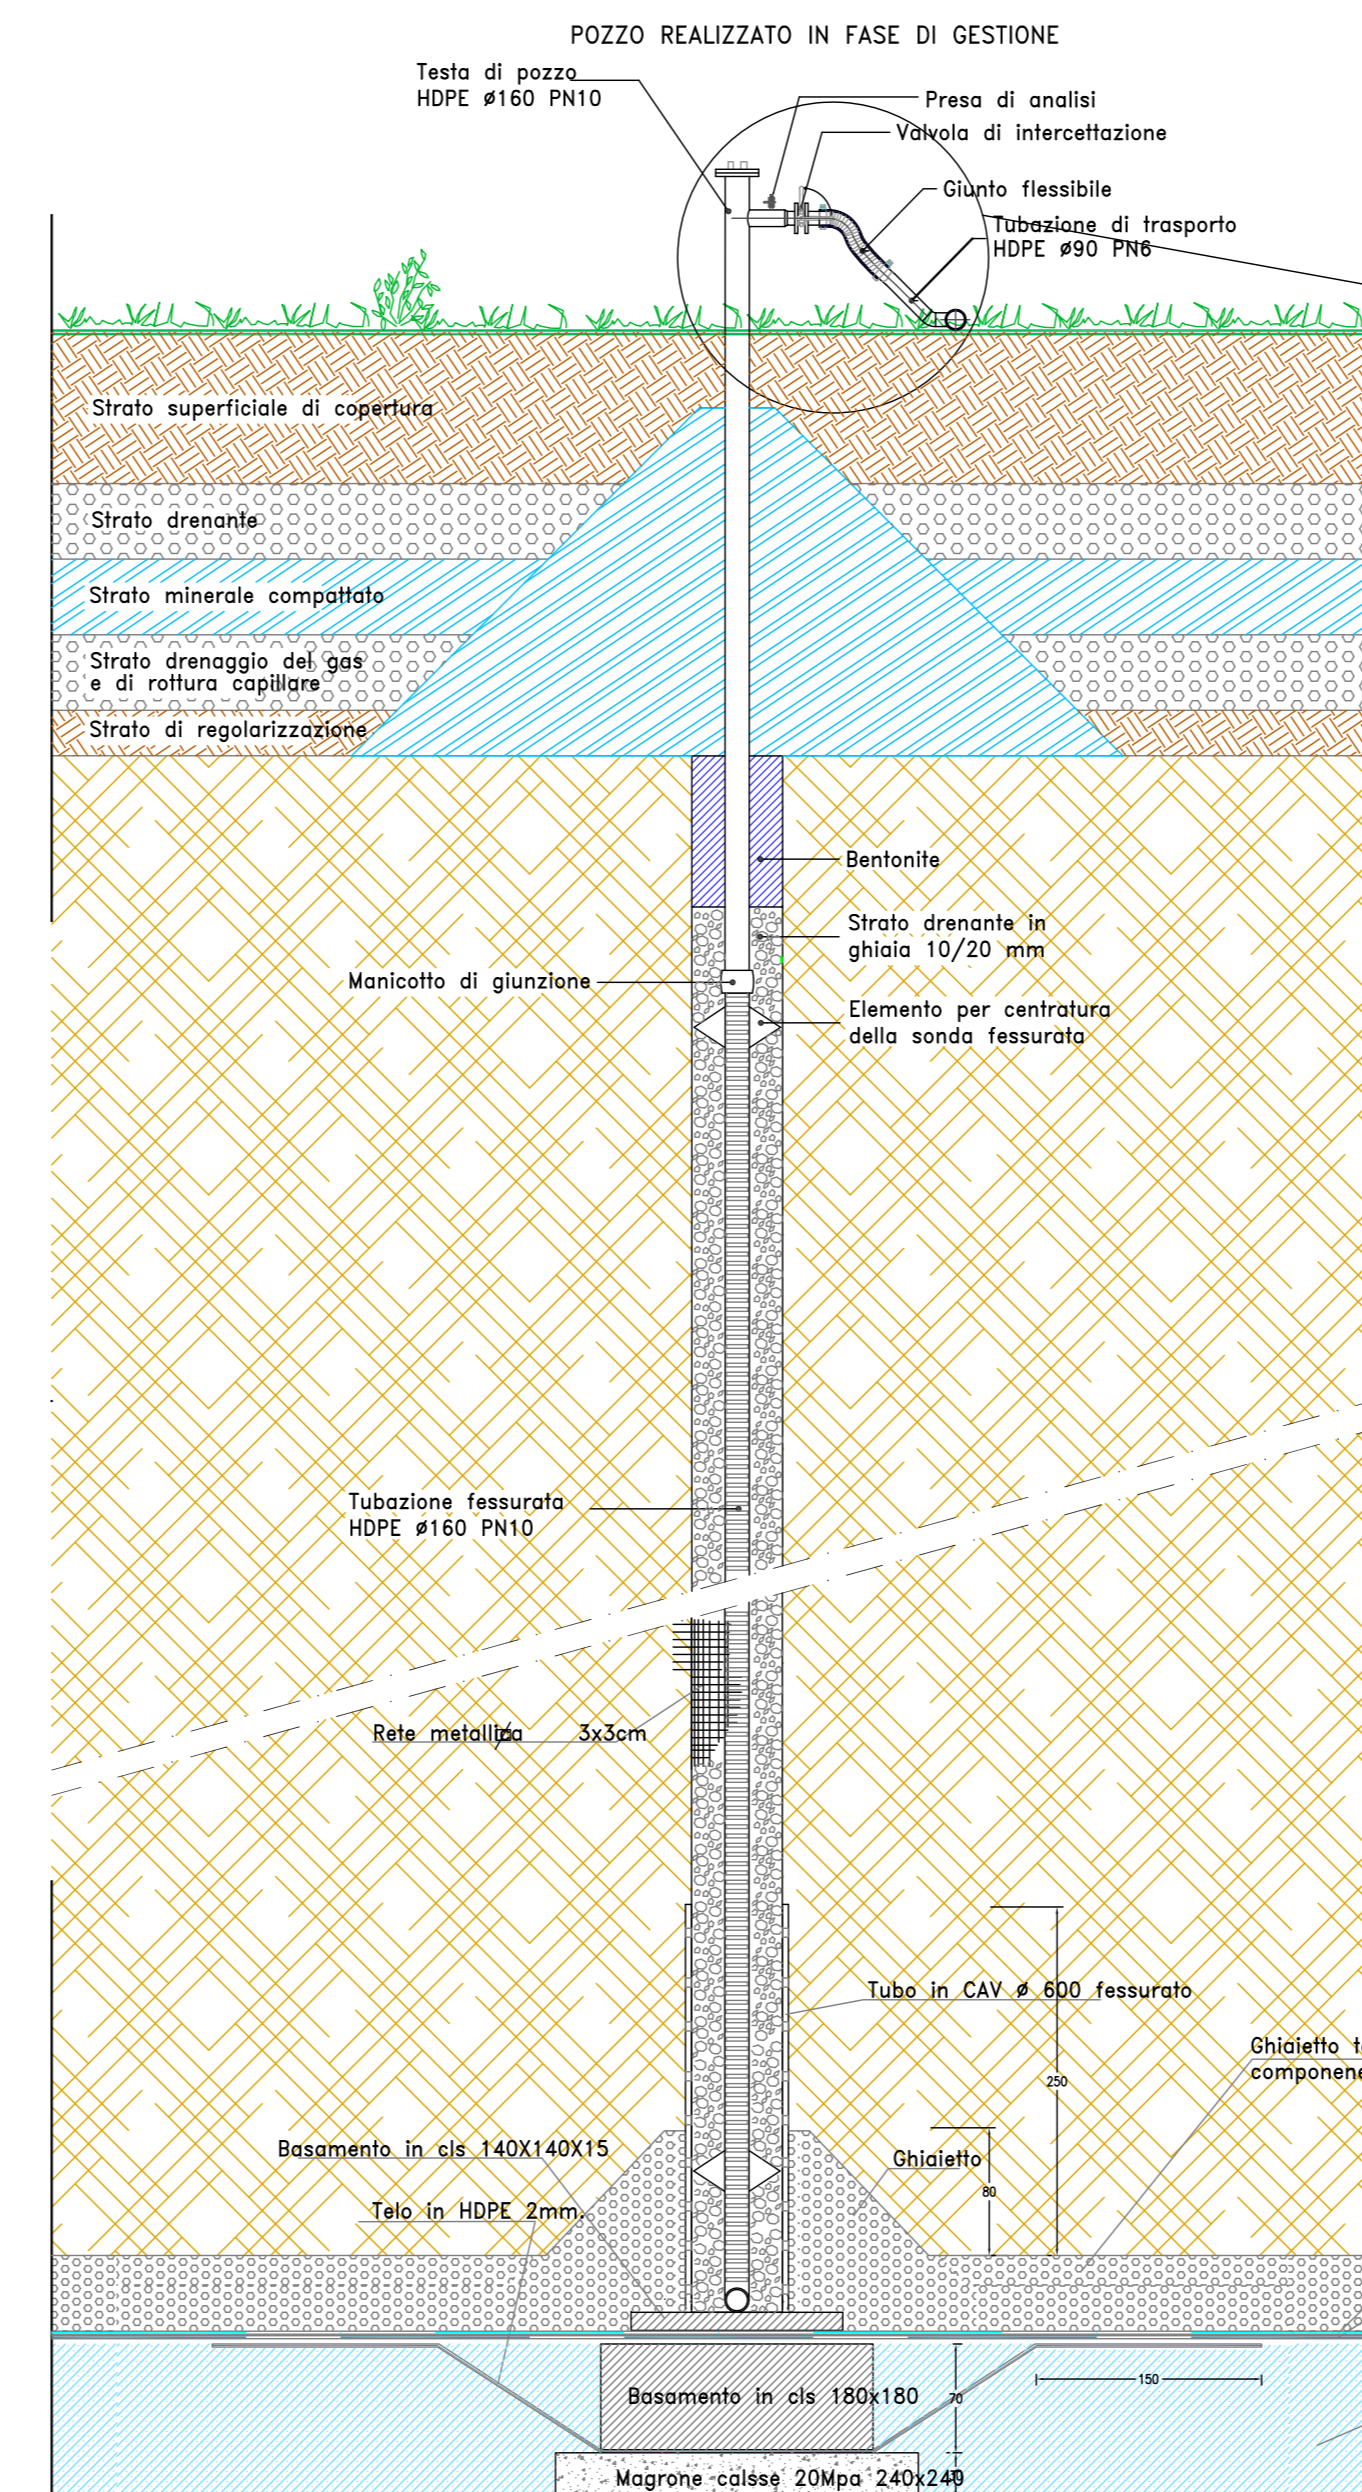 POZZO REALIZZATO IN FASE DI GESTIONE
Testa di pozzo
HDPE Ø160 PN10
Presa di analisi
Valvola di intercettazione
Giunto flessibile
Tubazione di trasporto
HDPE Ø90 PN6
Strato superficiale di copertura
Strato drenante
Strato minerale compattato
Strato drenaggio del gas
e di rottura capillare
Strato di regolarizzazione
Bentonite
Strato drenante in
ghiaia 10/20 mm
Manicotto di giunzione
Elemento per centratura
della sonda fessurata
Tubazione fessurata
HDPE Ø160 PN10
Rete metallica 3x3cm
Tubo in CAV Ø 600 fessurato
Ghiaietto
componene
250
Basamento in cls 140X140X15
Ghiaietto
80
Telo in HDPE 2mm.
150
Basamento in cls 180x180
70
Magrone calsse 20Mpa 240x240